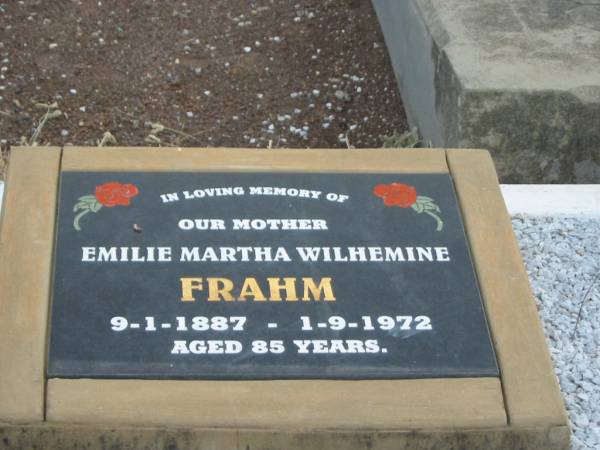 IN LOVING MEMORY OF
OUR MOTHER
EMILIE MARTHA WILHEMINE
FRAHM
9-1-1887 - 1-9-1972
AGED 85 YEARS.